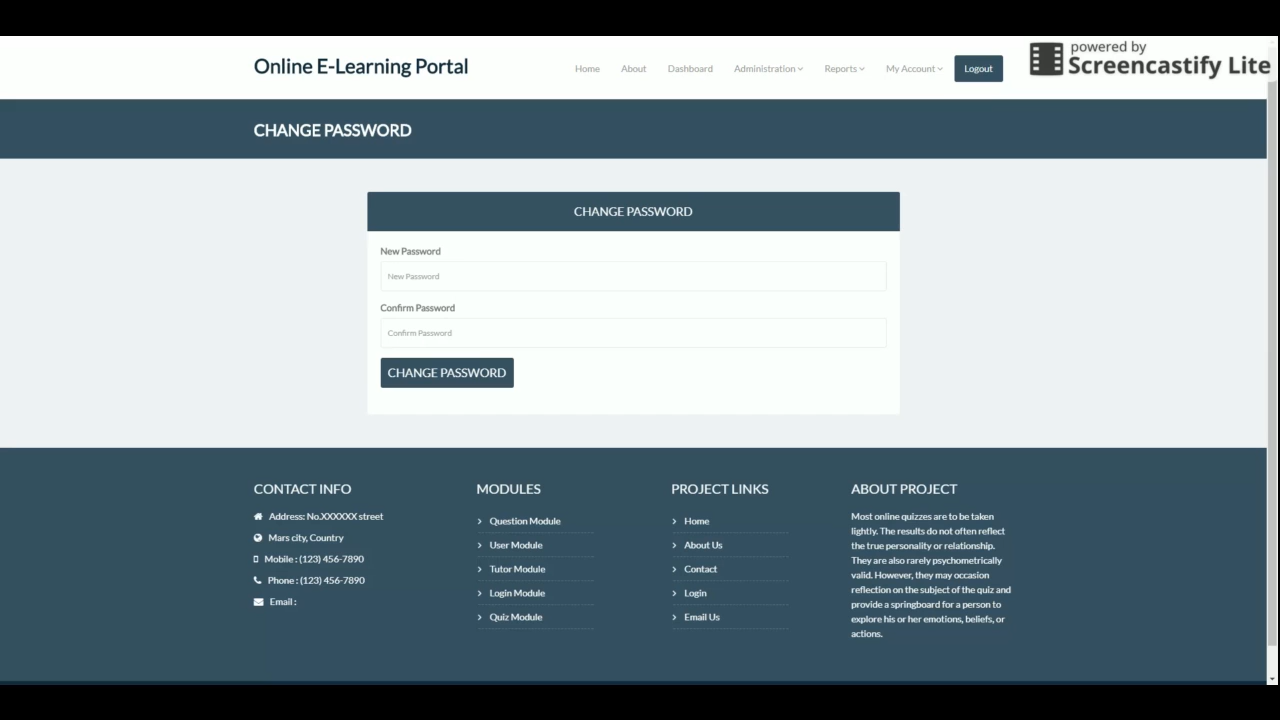 Online E-Learning Portal
Home About Dashboard Administration Reports My Account Logout
powered by
Screencastify Lite
CHANGE PASSWORD
CHANGE PASSWORD
New Password
New Password
Confirm Password
Confirm Password
CHANGE PASSWORD
CONTACT INFO
Address: No.XXXXXX street
Mars city, Country
Mobile : (123) 456-7890
Phone : (123) 456-7890
Email :
MODULES
Question Module
User Module
Tutor Module
Login Module
Quiz Module
PROJECT LINKS
Home
About Us
Contact
Login
Email Us
ABOUT PROJECT
Most online quizzes are to be taken
lightly. The results do not often reflect
the true personality or relationship.
They are also rarely psychometrically
valid. However, they may occasion
reflection on the subject of the quiz and
provide a springboard for a person to
explore his or her emotions, beliefs, or
actions.